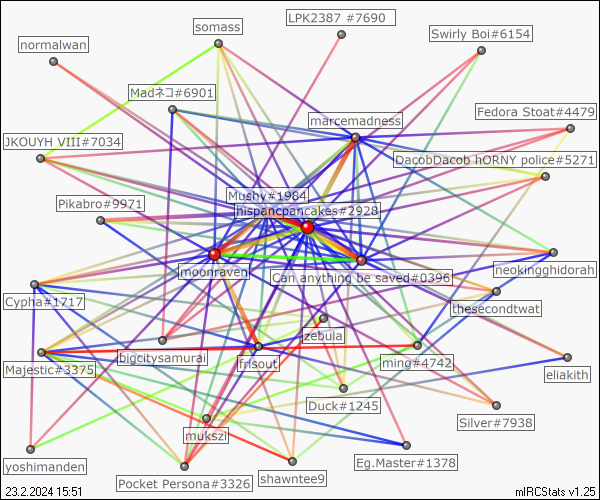 LPK2387 #7690
somass
Swirly Boi#6154
normalwan
Madネコ#6901
Fedora Stoat#4479
marcemadness
JKOUYH VIII#7034
DacobDacob hORNY police#5271
Mushy#1984
Pikabro#9971
hispancpancakes#2928
moonraven
Can anything be saved#0396
neokingghidorah
Cypha#1717
thesecondtwat
zebula
bigcitysamurai
frisout
ming#4742
Majestic#3375
eliakith
Duck#1245
Silver#7938
mukszi
yoshimanden
Eg.Master#1378
shawntee9
Pocket Persona#3326
23.2.2024 15:51
mIRCStats v1.25